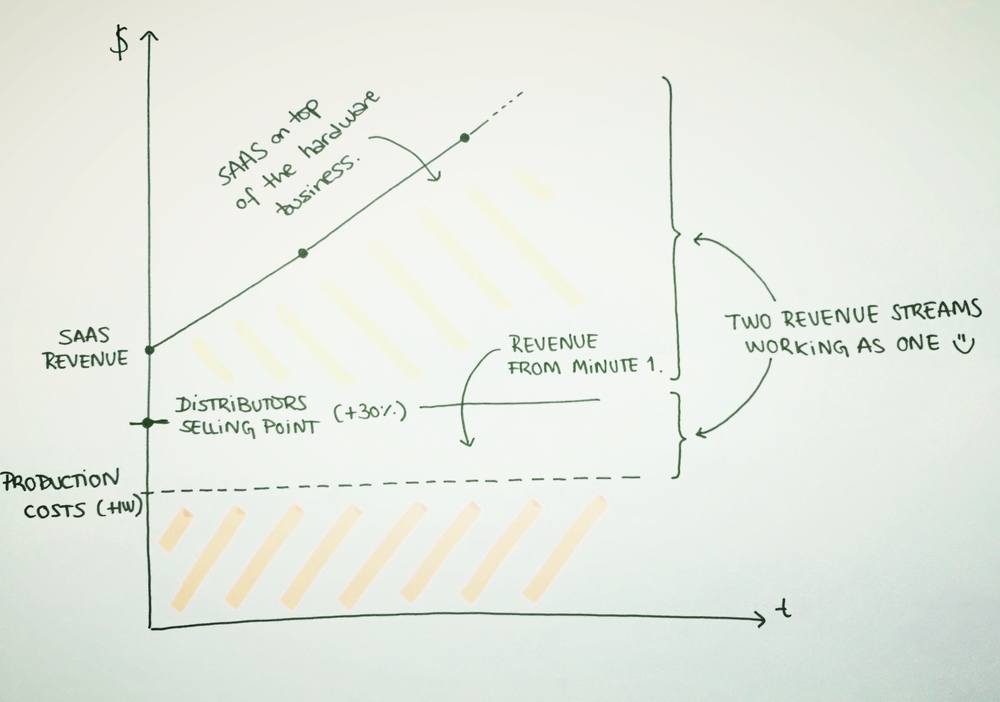 $
SAAS on top
of the hardware
business.
SAAS
REVENUE
REVENUE
FROM MINUTE 1.
TWO REVENUE STREAMS
WORKING AS ONE
DISTRIBUTORS
SELLING POINT (+30%)
PRODUCTION
COSTS (HW)
t